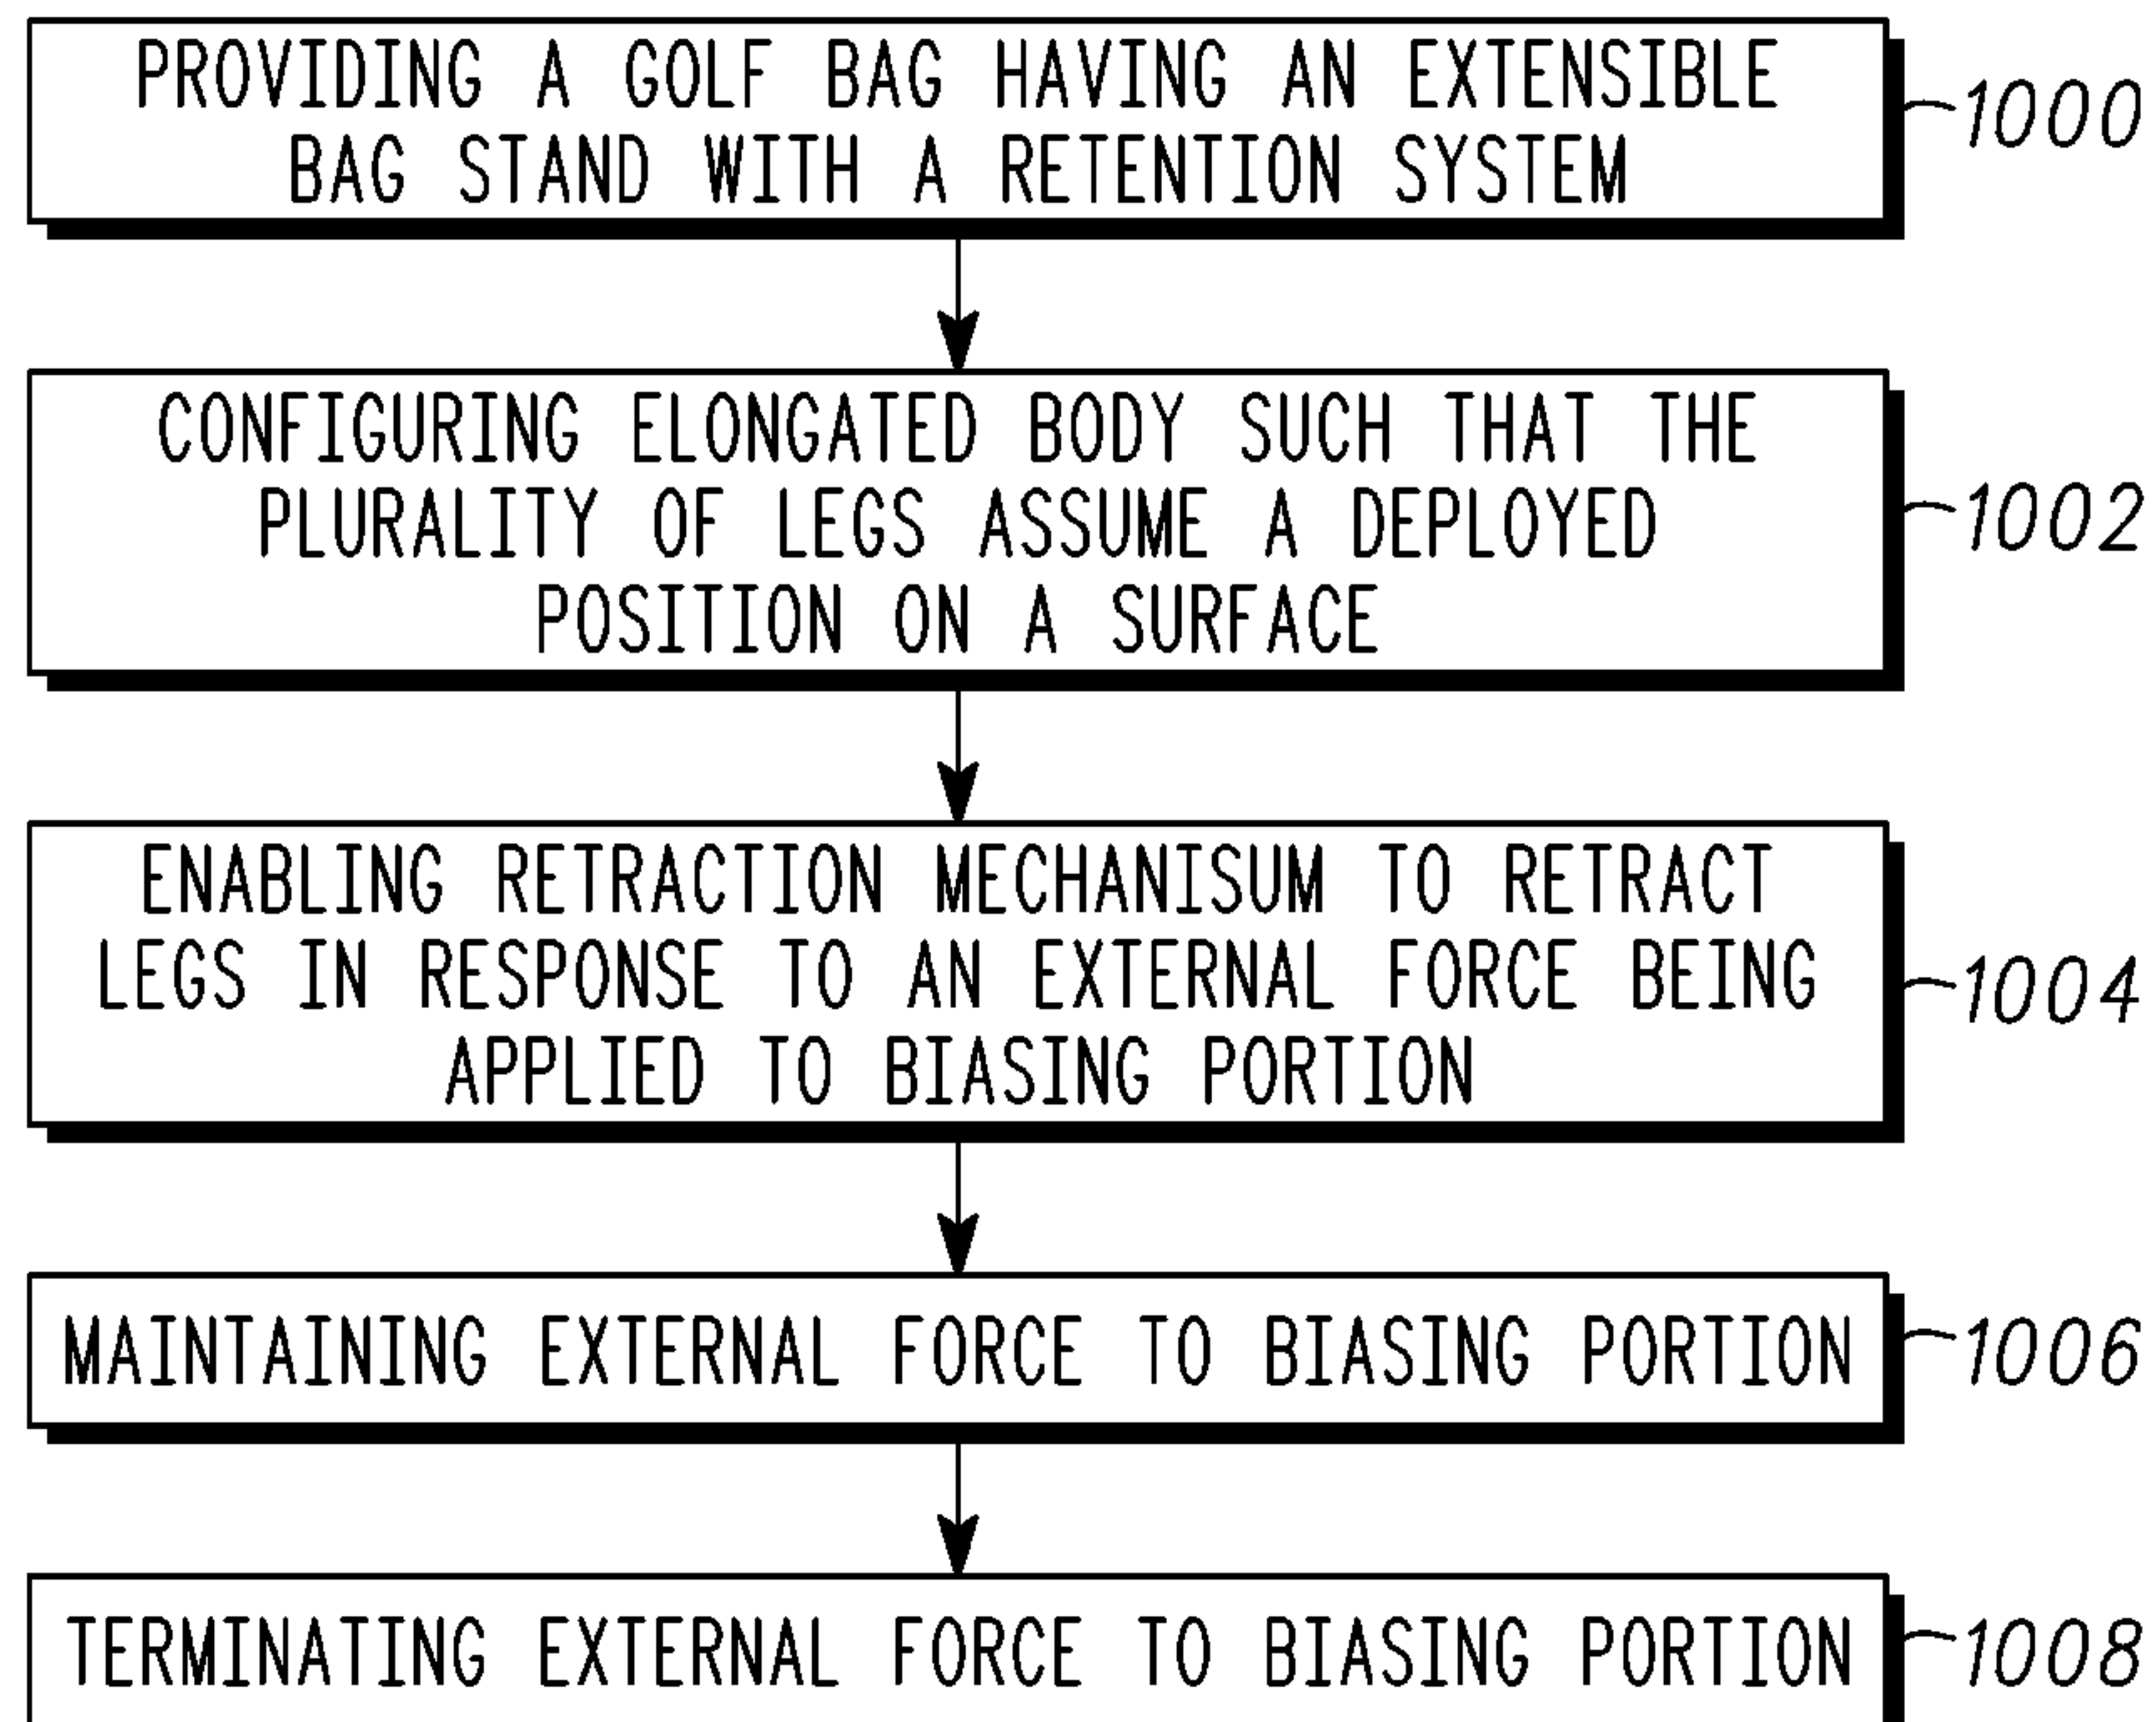 PROVIDING A GOLF BAG HAVING AN EXTENSIBLE
BAG STAND WITH A RETENTION SYSTEM
1000
CONFIGURING ELONGATED BODY SUCH THAT THE
PLURALITY OF LEGS ASSUME A DEPLOYED
POSITION ON A SURFACE
1002
ENABLING RETRACTION MECHANISUM TO RETRACT
LEGS IN RESPONSE TO AN EXTERNAL FORCE BEING
APPLIED TO BIASING PORTION
1004
MAINTAINING EXTERNAL FORCE TO BIASING PORTION
1006
TERMINATING EXTERNAL FORCE TO BIASING PORTION
1008